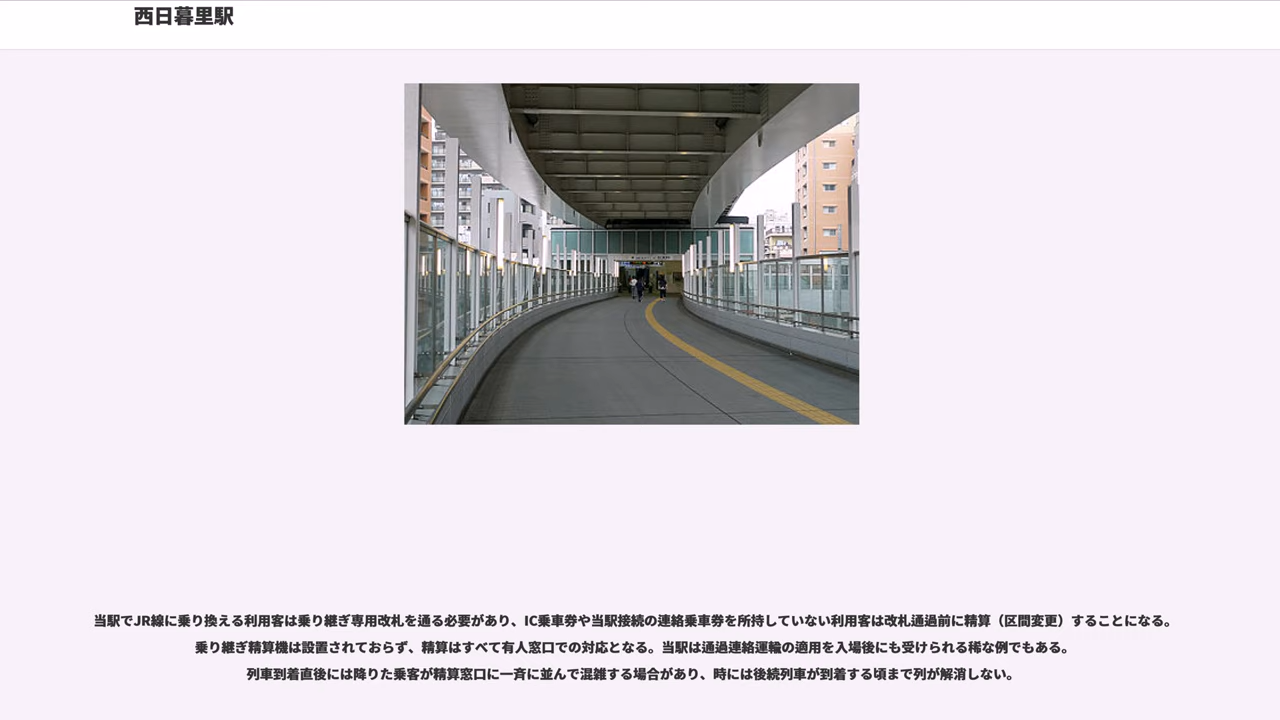 西日暮里駅
当駅でJR線に乗り換える利用客は乗り継ぎ専用改札を通る必要があり、IC乗車券や当駅接続の連絡乗車券を所持していない利用客は改札通過前に精算（区間変更）することになる。
乗り継ぎ精算機は設置されておらず、精算はすべて有人窓口での対応となる。当駅は通過連絡運輸の適用を入場後にも受けられる稀な例でもある。
列車到着直後には降りた乗客が精算窓口に一斉に並んで混雑する場合があり、時には後続列車が到着する頃まで列が解消しない。